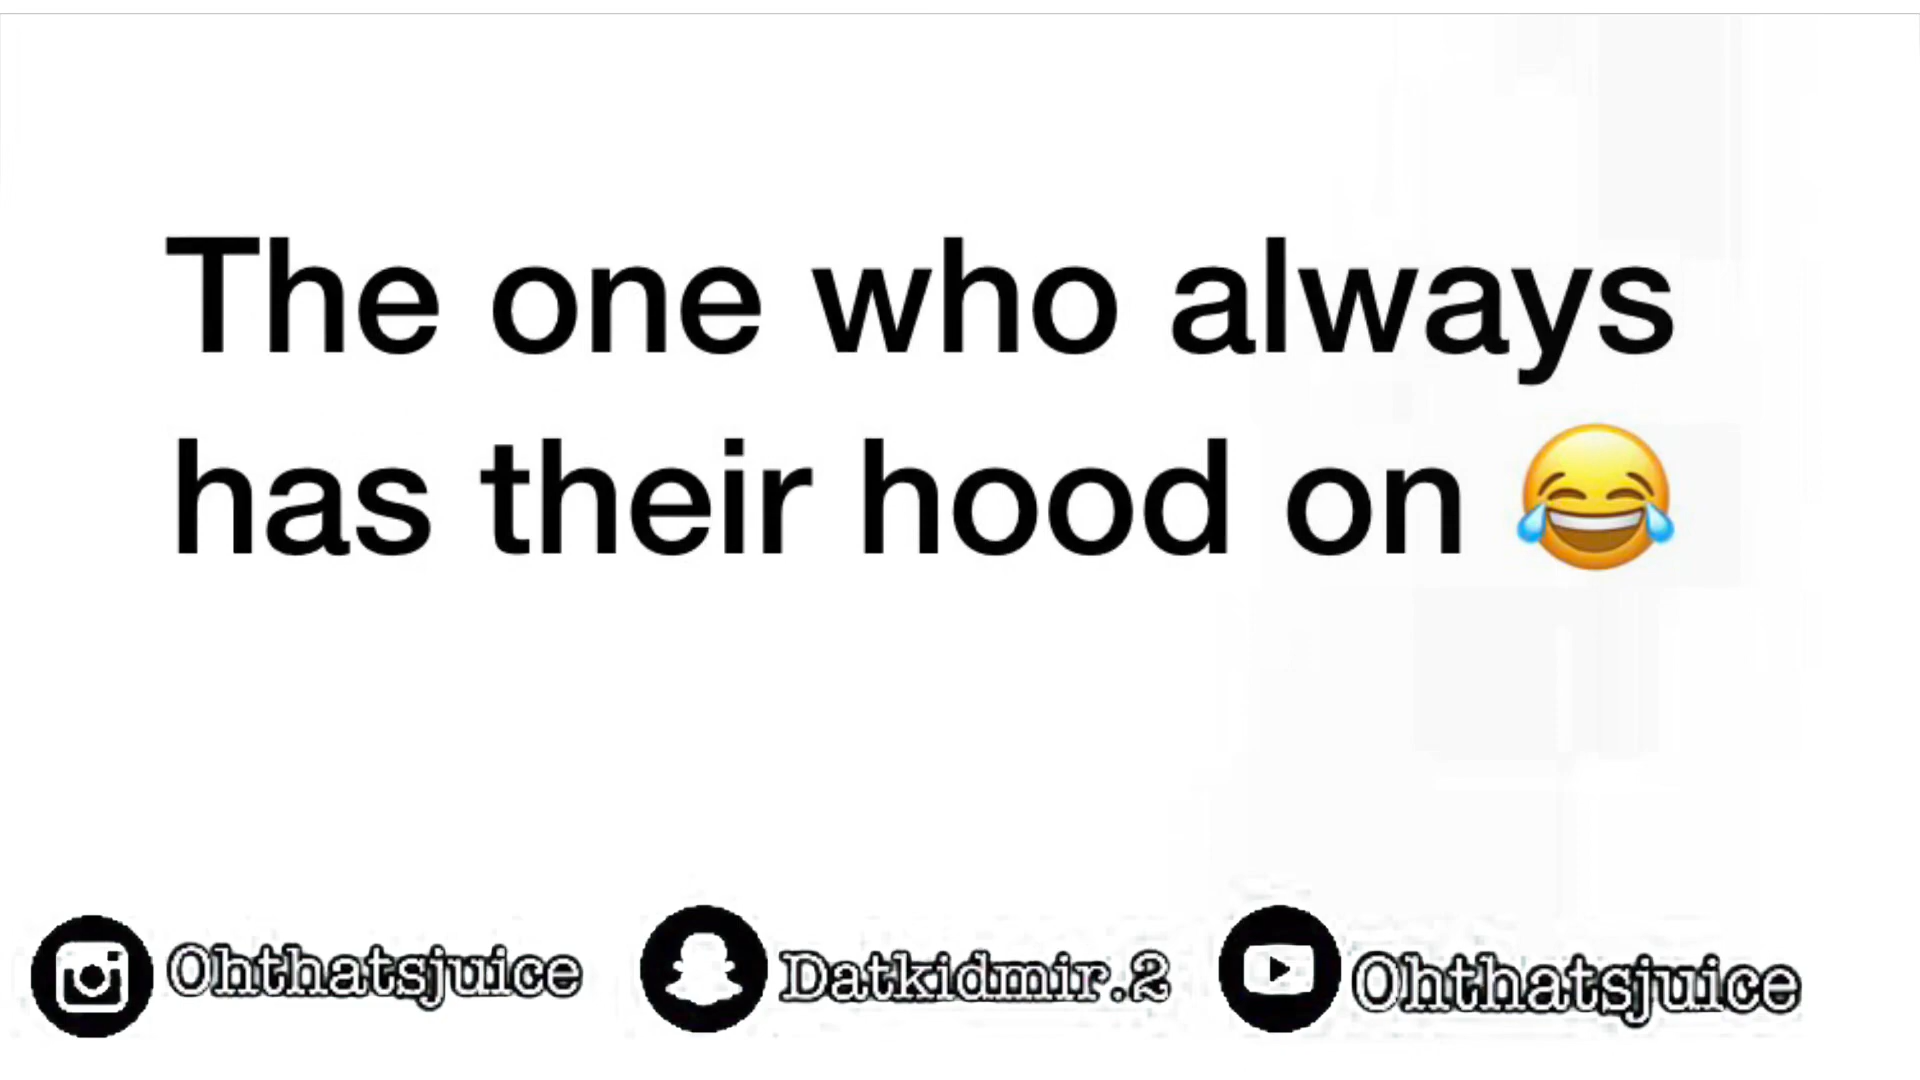 The one who always
has their hood on 😂
Ohthatsjuice Datkidmir.2 Ohthatsjuice